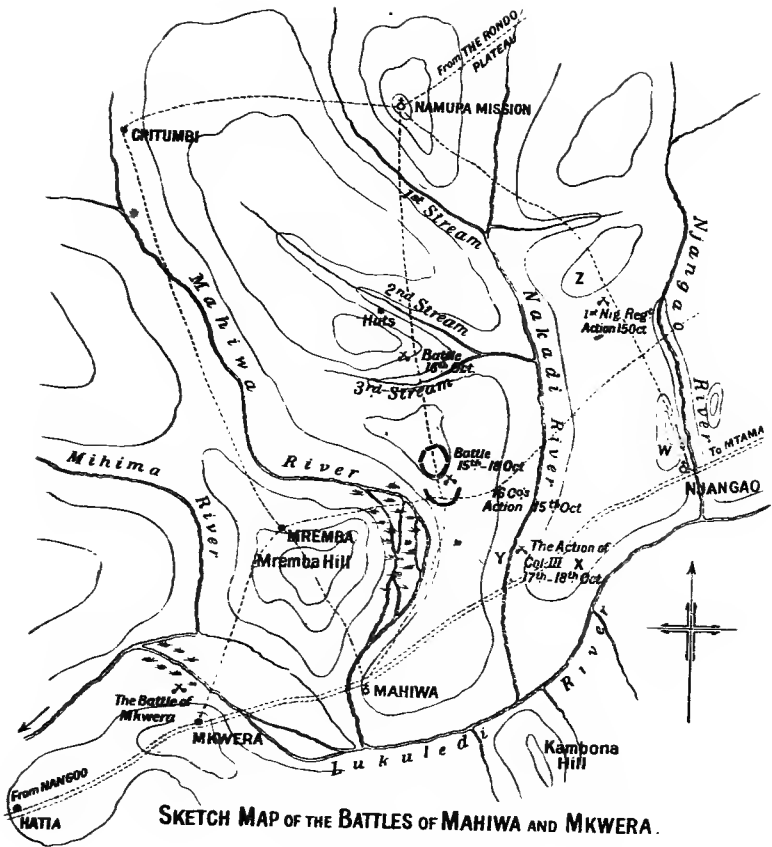 From THE RONDO
PLATEAU
NAMUPA MISSION
CHITUMBI
1st Stream
Mahiwa
2nd Stream
Huts
Z
Njangao
1st Nig. Regt
Action 15 Oct
Nakadi River
Battle
16th Oct
3rd Stream
River
W
To MTAMA
Battle
15th-18 Oct
Mihima
River
River
NJANGAO
16 Co's
Action 15th Oct
MREMBA
Mremba Hill
Y
The Action of
Col: III X
17th-18th Oct
River
The Battle of
Mkwera
MAHIWA
MKWERA
Lukuledi
Kambona
Hill
From NANGOO
HATIA
SKETCH MAP OF THE BATTLES OF MAHIWA AND MKWERA.